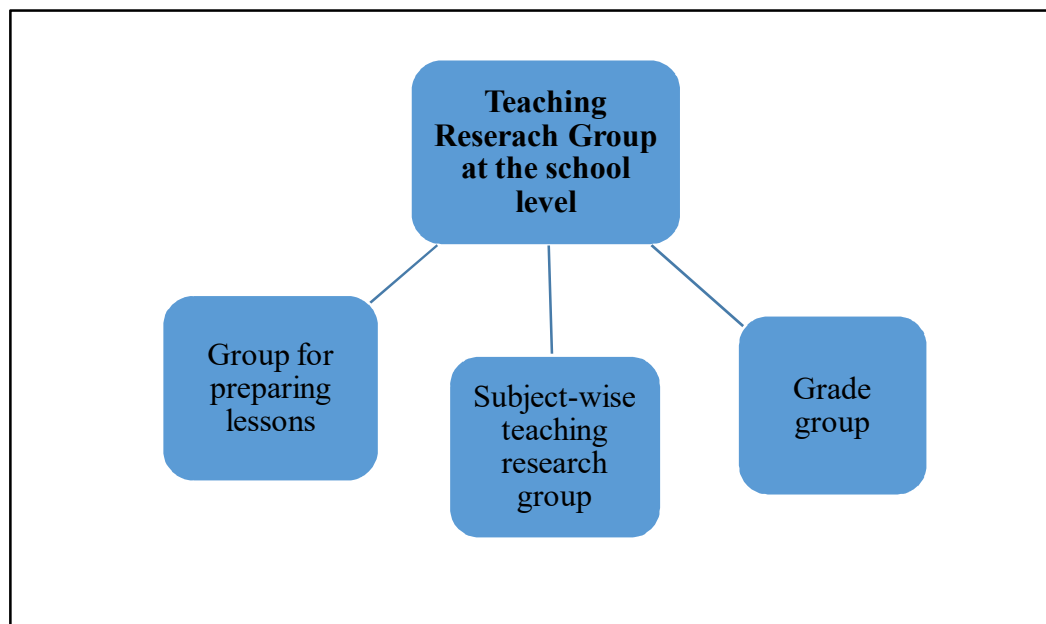 Teaching
Reserach Group
at the school
level
Group for
preparing
lessons
Subject-wise
teaching
research
group
Grade
group